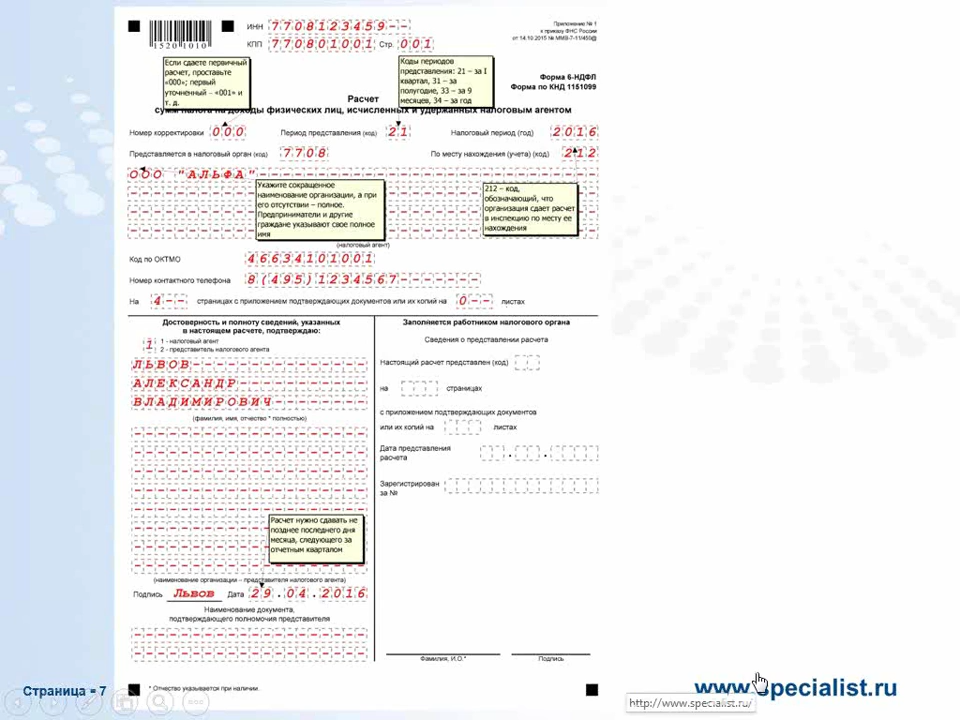 ИНН 7708123459--
Приложение № 1
к приказу ФНС России
от 14.10.2015 № ММВ-7-11/450@
15201010
КПП 770801001 Стр. 001
Если сдаете первичный
расчет, проставьте
«000»; первый
уточненный – «001» и
т. д.
Коды периодов
представления: 21 – за I
квартал, 31 – за
полугодие, 33 – за 9
месяцев, 34 – за год
Форма 6-НДФЛ
Форма по КНД 1151099
Расчет
сумм налога на доходы физических лиц, исчисленных и удержанных налоговым агентом
Номер корректировки 000 Период представления (код) 21 Налоговый период (год) 2016
Представляется в налоговый орган (код) 7708 По месту нахождения (учета) (код) 212
ООО "АЛЬФА"
Укажите сокращенное
наименование организации, а при
его отсутствии – полное.
Предприниматели и другие
граждане указывают свое полное
имя
212 – код,
обозначающий, что
организация сдает расчет
в инспекцию по месту ее
нахождения
(налоговый агент)
Код по ОКТМО 46634101001
Номер контактного телефона 8(495)1234567-------
На 4-- страницах с приложением подтверждающих документов или их копий на 0-- листах
Достоверность и полноту сведений, указанных
в настоящем расчете, подтверждаю:
1 1 - налоговый агент
2 - представитель налогового агента
ЛЬВОВ
АЛЕКСАНДР
ВЛАДИМИРОВИЧ
(фамилия, имя, отчество * полностью)
Расчет нужно сдавать не
позднее последнего дня
месяца, следующего за
отчетным кварталом
(наименование организации – представителя налогового агента)
Подпись Львов Дата 29.04.2016
Наименование документа,
подтверждающего полномочия представителя
Заполняется работником налогового органа
Сведения о представлении расчета
Настоящий расчет представлен (код)
на страницах
с приложением подтверждающих документов
или их копий на листах
Дата представления
расчета
Зарегистрирован
за №
Фамилия, И.О.* Подпись
* Отчество указывается при наличии.
Страница = 7
www.specialist.ru
http://www.specialist.ru/